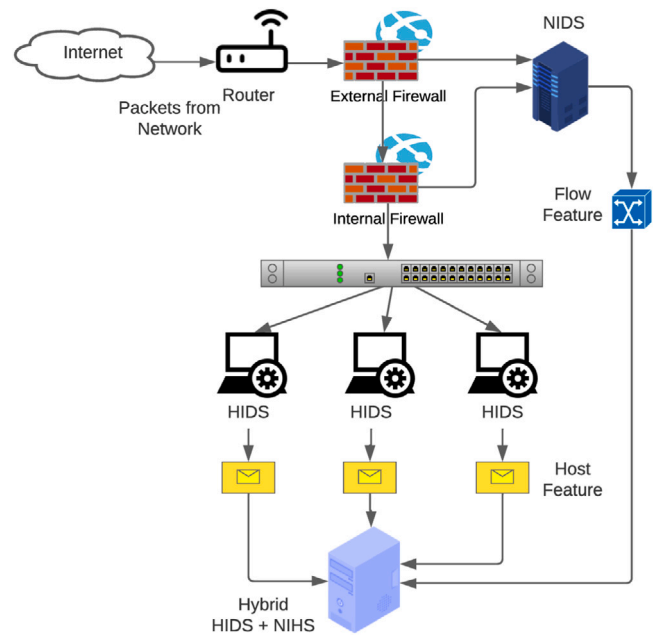 Internet
NIDS
Router
External Firewall
Packets from
Network
Flow
Feature
Internal Firewall
HIDS
HIDS
HIDS
Host
Feature
Hybrid
HIDS + NIHS